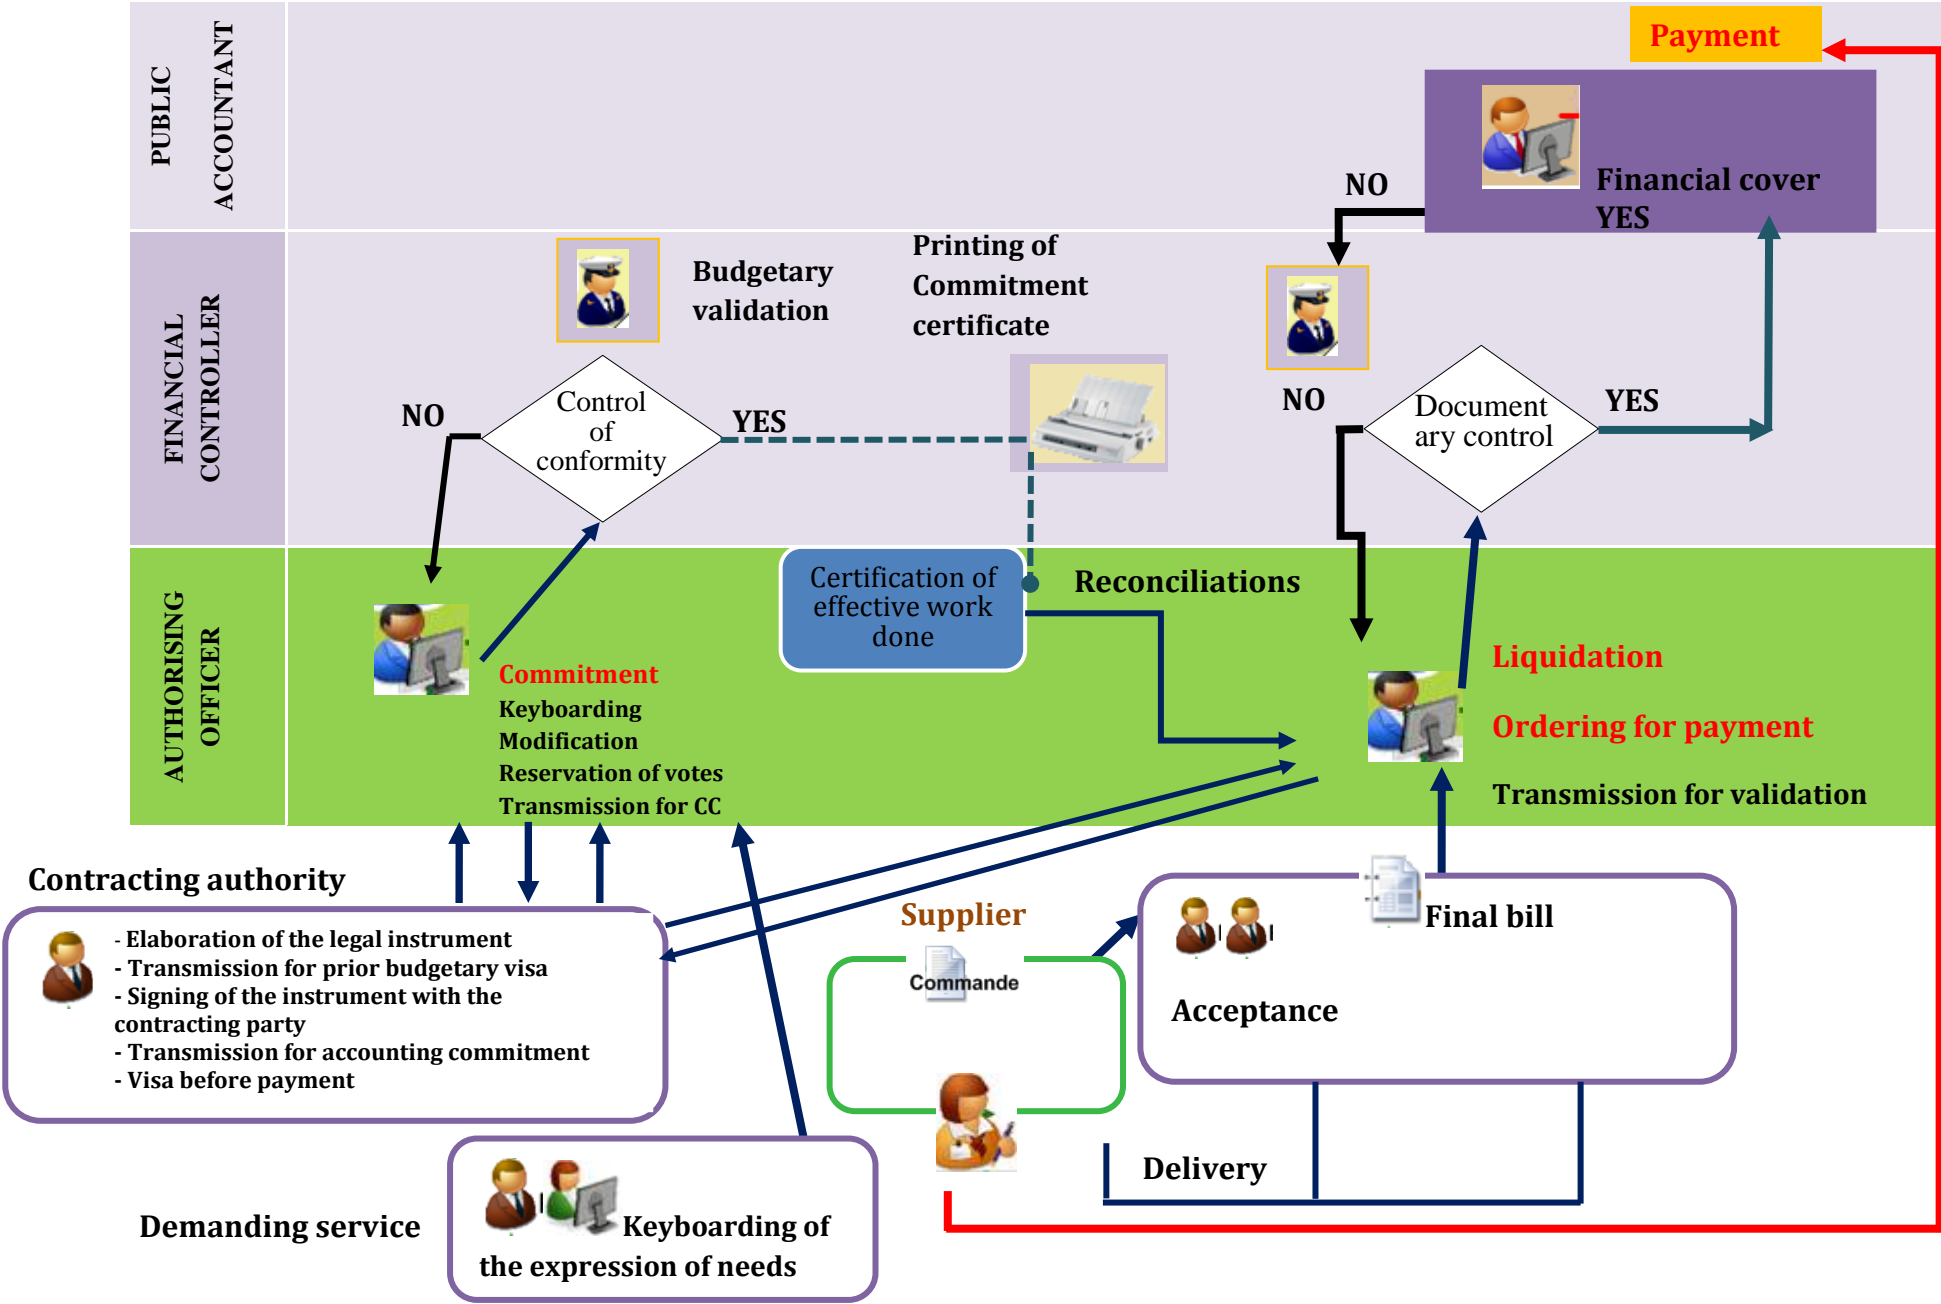 Payment
PUBLIC
ACCOUNTANT
NO
Financial cover
YES
FINANCIAL
CONTROLLER
Budgetary
validation
Printing of
Commitment
certificate
NO
Control
of
conformity
YES
NO
Document
ary control
YES
AUTHORISING
OFFICER
Certification of
effective work
done
Reconciliations
Commitment
Keyboarding
Modification
Reservation of votes
Transmission for CC
Liquidation
Ordering for payment
Transmission for validation
Contracting authority
- Elaboration of the legal instrument
- Transmission for prior budgetary visa
- Signing of the instrument with the
contracting party
- Transmission for accounting commitment
- Visa before payment
Supplier
Commande
Final bill
Acceptance
Delivery
Demanding service
Keyboarding of
the expression of needs